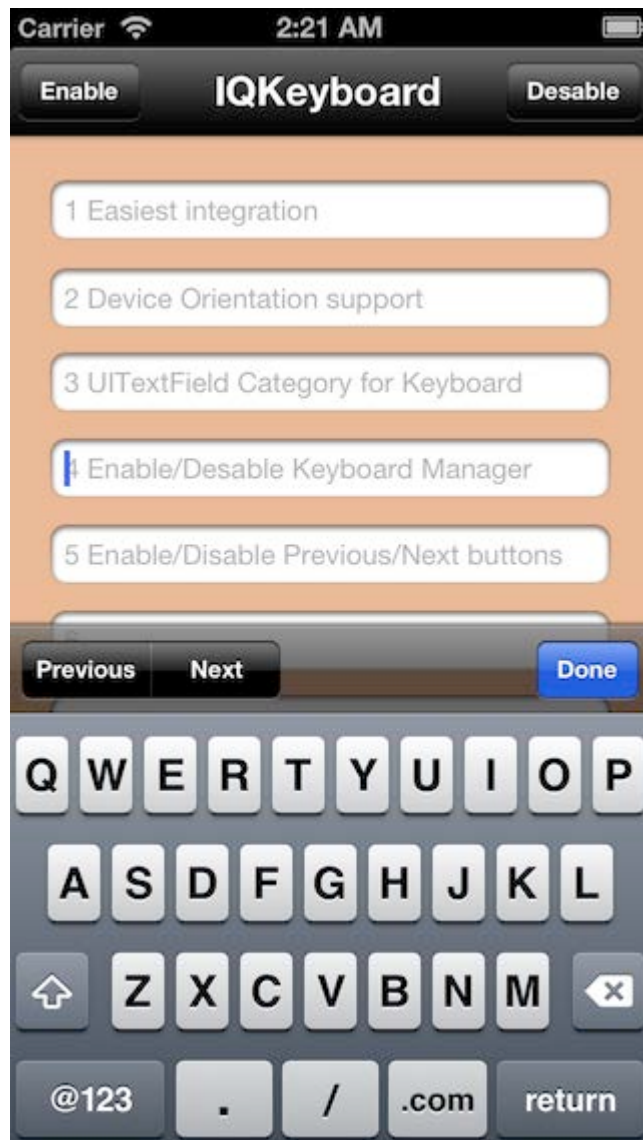 Carrier 2:21 AM
Enable IQKeyboard Desable
1 Easiest integration
2 Device Orientation support
3 UITextField Category for Keyboard
4 Enable/Desable Keyboard Manager
5 Enable/Disable Previous/Next buttons
6
Previous Next Done
Q W E R T Y U I O P
A S D F G H J K L
Z X C V B N M
@123 . / .com return